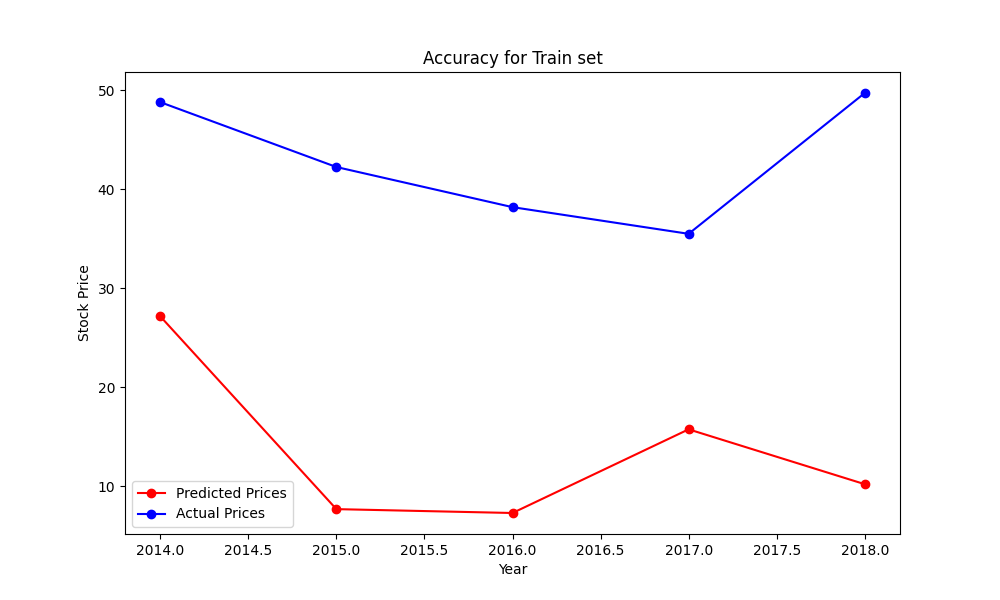 Accuracy for Train set
50
40
30
20
10
Stock Price
Predicted Prices
Actual Prices
2014.0 2014.5 2015.0 2015.5 2016.0 2016.5 2017.0 2017.5 2018.0
Year